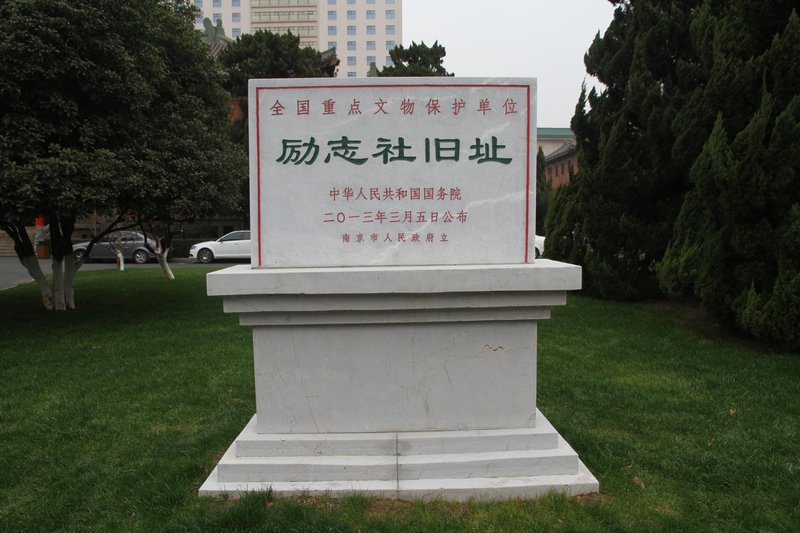 全国重点文物保护单位
励志社旧址
中华人民共和国国务院
二〇一三年三月五日公布
南京市人民政府立